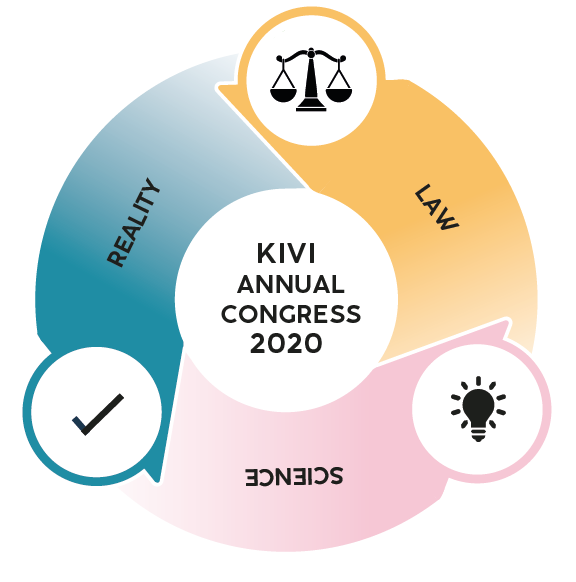 KIVI
ANNUAL
CONGRESS
2020
LAW
SCIENCE
REALITY